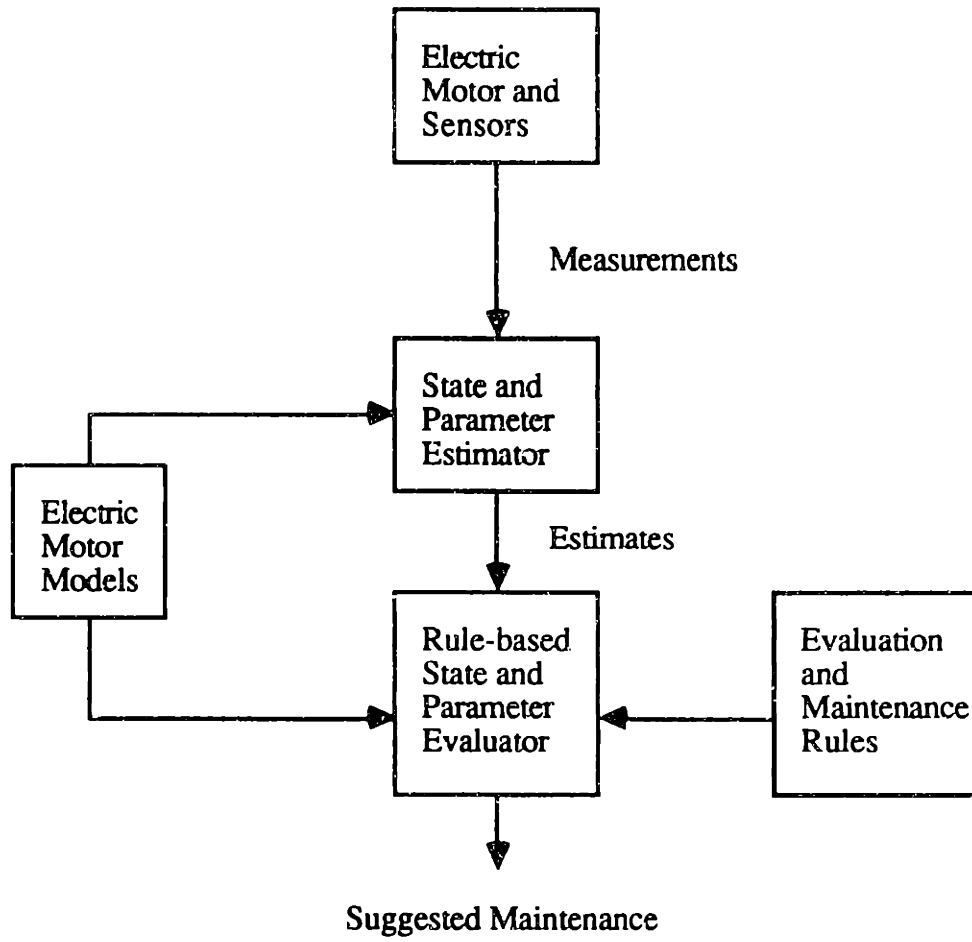 Electric
Motor and
Sensors
Measurements
State and
Parameter
Estimator
Electric
Motor
Models
Estimates
Rule-based
State and
Parameter
Evaluator
Evaluation
and
Maintenance
Rules
Suggested Maintenance